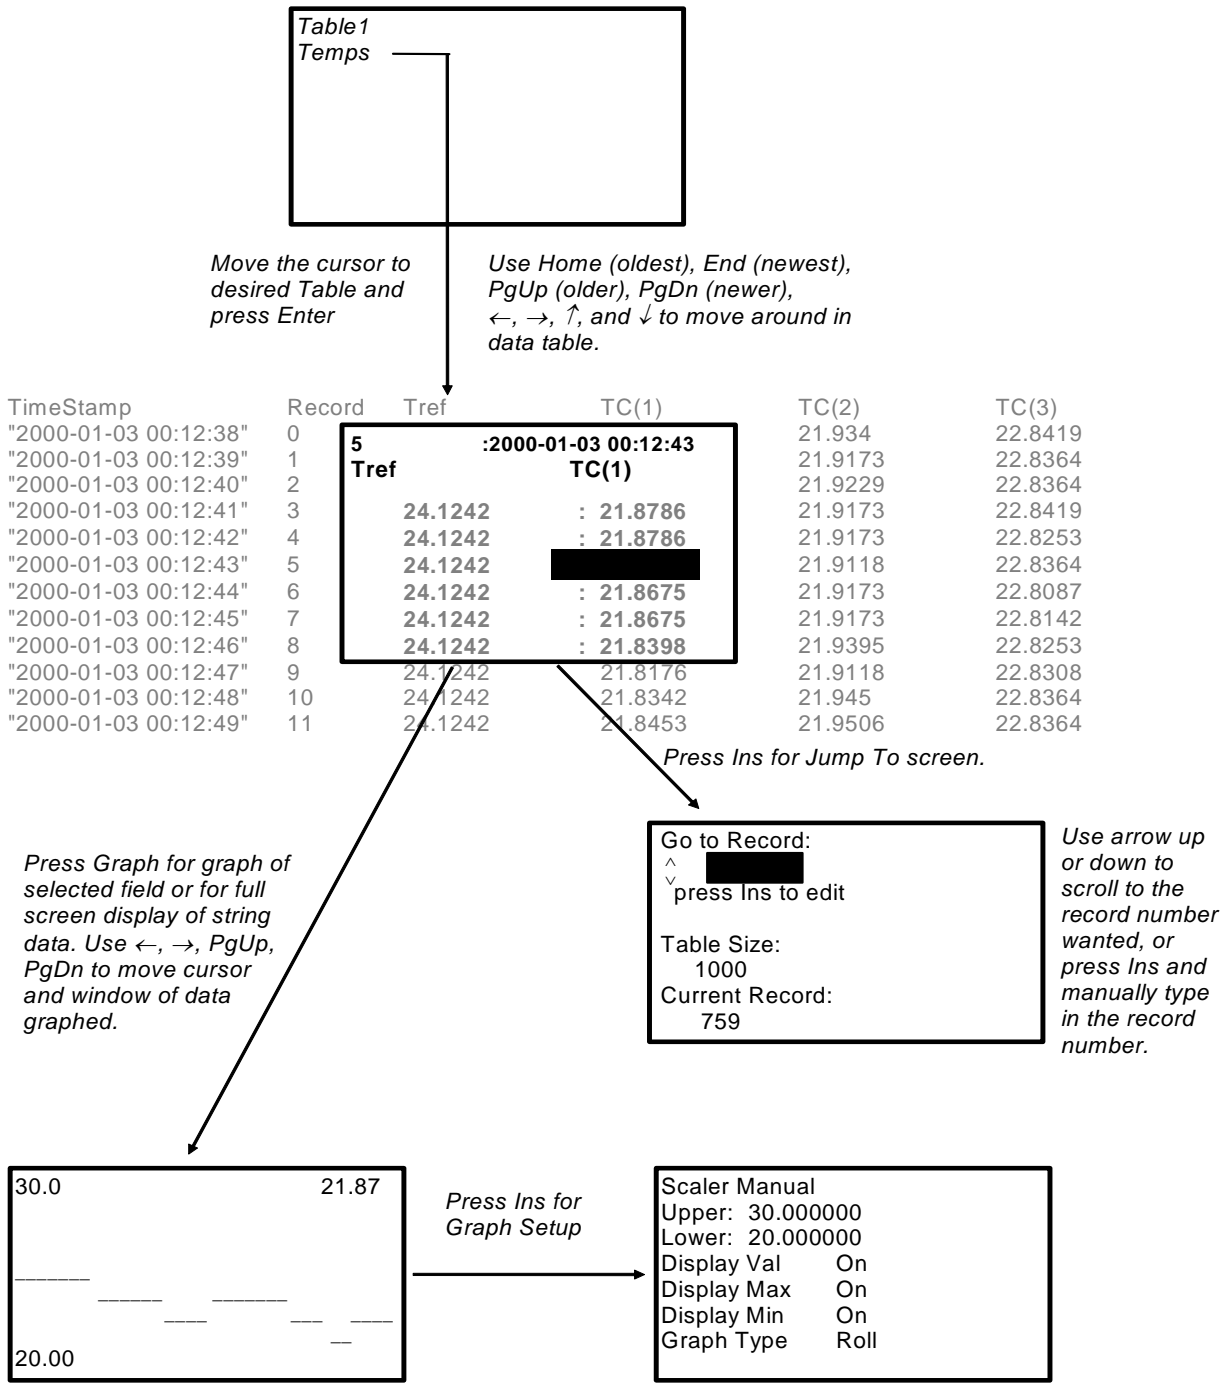 Table1
Temps
Move the cursor to
desired Table and
press Enter
Use Home (oldest), End (newest),
PgUp (older), PgDn (newer),
←, →, ↑, and ↓ to move around in
data table.
TimeStamp Record Tref TC(1) TC(2) TC(3)
"2000-01-03 00:12:38" 0 21.934 22.8419
"2000-01-03 00:12:39" 1 21.9173 22.8364
"2000-01-03 00:12:40" 2 21.9229 22.8364
"2000-01-03 00:12:41" 3 24.1242 : 21.8786 21.9173 22.8419
"2000-01-03 00:12:42" 4 24.1242 : 21.8786 21.9173 22.8253
"2000-01-03 00:12:43" 5 24.1242 21.9118 22.8364
"2000-01-03 00:12:44" 6 24.1242 : 21.8675 21.9173 22.8087
"2000-01-03 00:12:45" 7 24.1242 : 21.8675 21.9173 22.8142
"2000-01-03 00:12:46" 8 24.1242 : 21.8398 21.9395 22.8253
"2000-01-03 00:12:47" 9 24.1242 21.8176 21.9118 22.8308
"2000-01-03 00:12:48" 10 24.1242 21.8342 21.945 22.8364
"2000-01-03 00:12:49" 11 24.1242 21.8453 21.9506 22.8364
5 :2000-01-03 00:12:43
Tref TC(1)
Press Ins for Jump To screen.
Go to Record:
press Ins to edit
Table Size:
1000
Current Record:
759
Use arrow up
or down to
scroll to the
record number
wanted, or
press Ins and
manually type
in the record
number.
Press Graph for graph of
selected field or for full
screen display of string
data. Use ←, →, PgUp,
PgDn to move cursor
and window of data
graphed.
30.0 21.87
20.00
Press Ins for
Graph Setup
Scaler Manual
Upper: 30.000000
Lower: 20.000000
Display Val On
Display Max On
Display Min On
Graph Type Roll